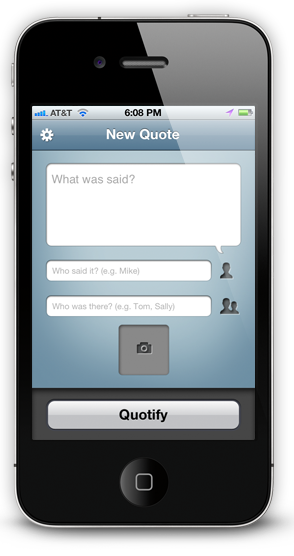 AT&T 6:08 PM
New Quote
What was said?
Who said it? (e.g. Mike)
Who was there? (e.g. Tom, Sally)
Quotify